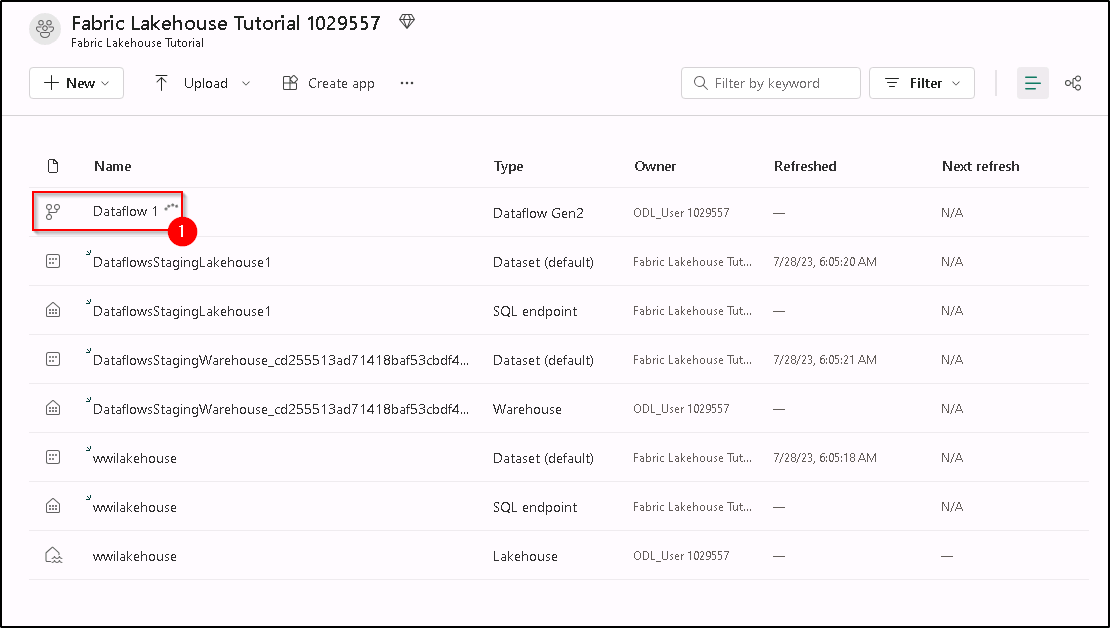 Fabric Lakehouse Tutorial 1029557
Fabric Lakehouse Tutorial
New Upload Create app ... Filter by keyword Filter
Name Type Owner Refreshed Next refresh
Dataflow 1 Dataflow Gen2 ODL_User 1029557 — N/A
1
DataflowsStagingLakehouse1 Dataset (default) Fabric Lakehouse Tut... 7/28/23, 6:05:20 AM N/A
DataflowsStagingLakehouse1 SQL endpoint Fabric Lakehouse Tut... — N/A
DataflowsStagingWarehouse_cd255513ad71418baf53cbdf4... Dataset (default) Fabric Lakehouse Tut... 7/28/23, 6:05:21 AM N/A
DataflowsStagingWarehouse_cd255513ad71418baf53cbdf4... Warehouse ODL_User 1029557 — N/A
wwilakehouse Dataset (default) Fabric Lakehouse Tut... 7/28/23, 6:05:18 AM N/A
wwilakehouse SQL endpoint Fabric Lakehouse Tut... — N/A
wwilakehouse Lakehouse ODL_User 1029557 — —